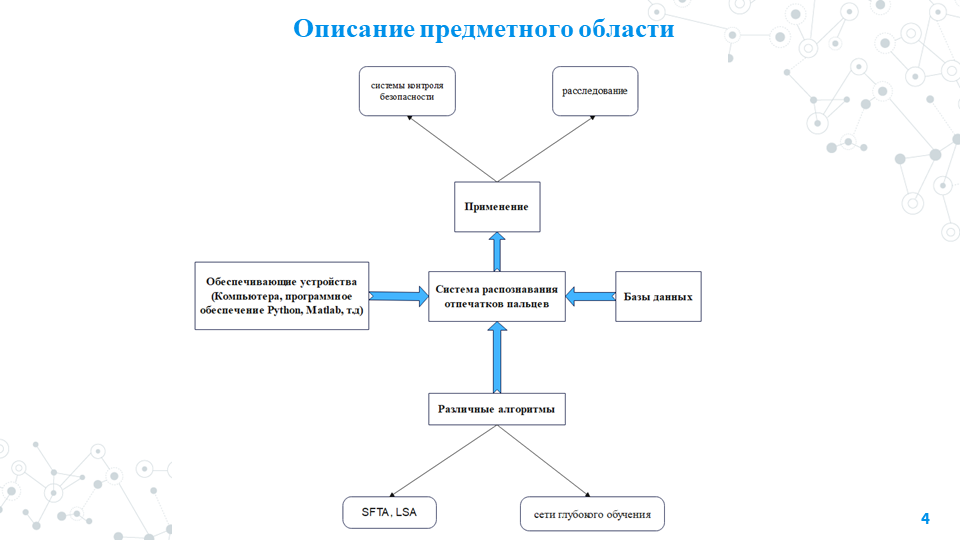 Описание предметного области
системы контроля
безопасности
расследование
Применение
Обеспечивающие устройства
(Компьютера, программное
обеспечение Python, Matlab, т.д)
Система распознавания
отпечатков пальцев
Базы данных
Различные алгоритмы
SFTA, LSA
сети глубокого обучения
4